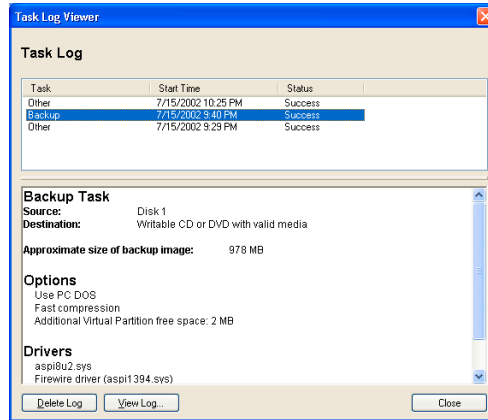 Task Log Viewer
Task Log
Task Start Time Status
Other 7/15/2002 10:25 PM Success
Backup 7/15/2002 9:40 PM Success
Other 7/15/2002 9:29 PM Success
Backup Task
Source: Disk 1
Destination: Writable CD or DVD with valid media
Approximate size of backup image: 978 MB
Options
Use PC DOS
Fast compression
Additional Virtual Partition free space: 2 MB
Drivers
aspi8u2.sys
Firewire driver (aspi1394.sys)
Delete Log View Log... Close